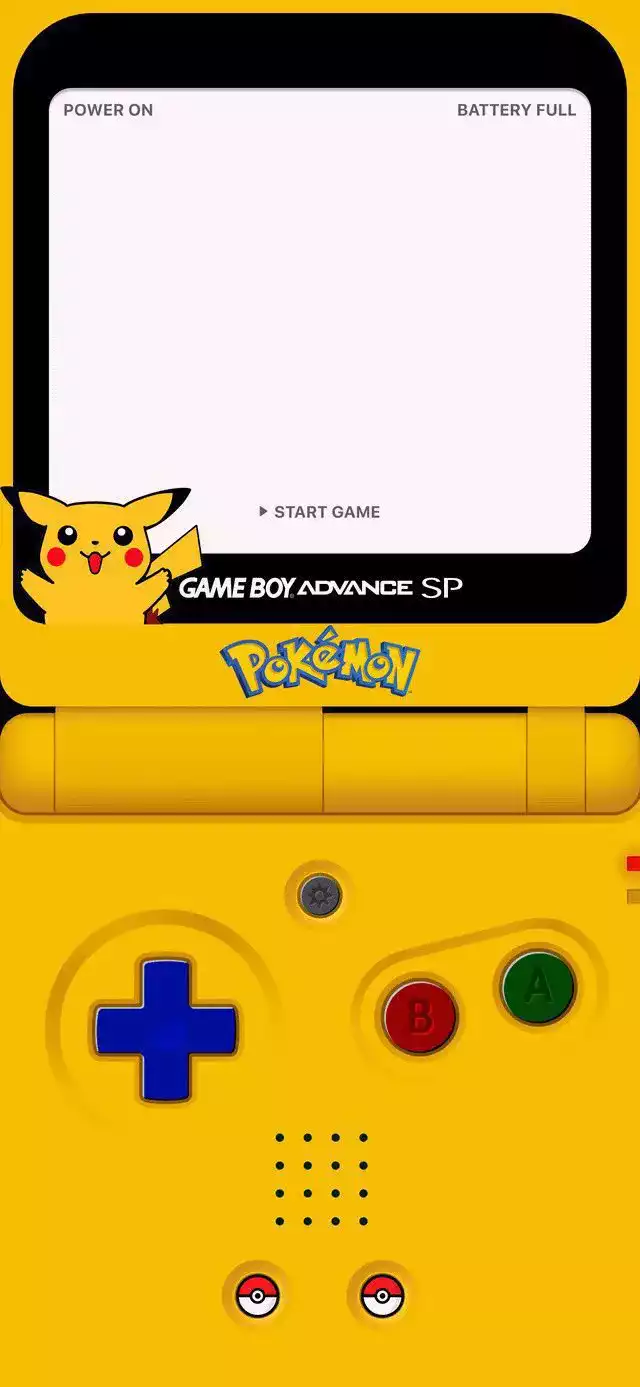 POWER ON
BATTERY FULL
START GAME
GAME BOY ADVANCE SP
POKéMON
A
B